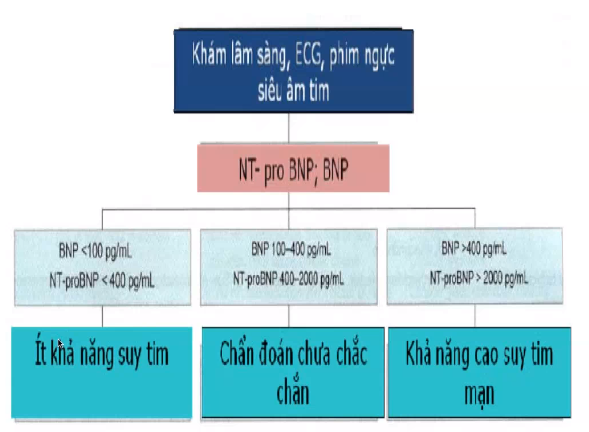 Khám lâm sàng, ECG, phim ngực
siêu âm tim
NT- pro BNP; BNP
BNP <100 pg/mL
NT-proBNP < 400 pg/mL
BNP 100–400 pg/mL
NT-proBNP 400–2000 pg/mL
BNP >400 pg/mL
NT-proBNP > 2000 pg/mL
Ít khả năng suy tim
Chẩn đoán chưa chắc
chắn
Khả năng cao suy tim
mạn